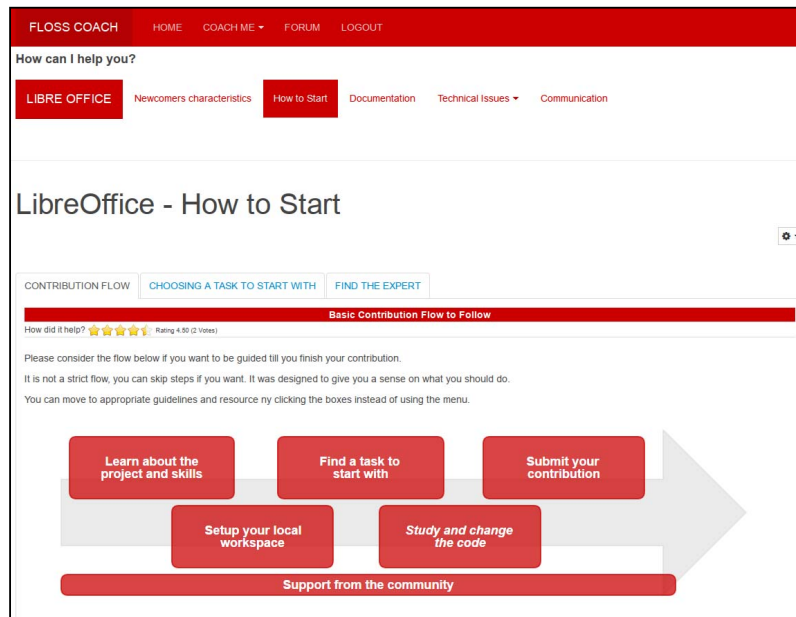 FLOSS COACH HOME COACH ME FORUM LOGOUT
How can I help you?
LIBRE OFFICE Newcomers characteristics How to Start Documentation Technical Issues Communication
LibreOffice - How to Start
CONTRIBUTION FLOW CHOOSING A TASK TO START WITH FIND THE EXPERT
Basic Contribution Flow to Follow
How did it help? Rating 4.50 (2 Votes)
Please consider the flow below if you want to be guided till you finish your contribution.
It is not a strict flow, you can skip steps if you want. It was designed to give you a sense on what you should do.
You can move to appropriate guidelines and resource ny clicking the boxes instead of using the menu.
Learn about the
project and skills
Find a task to
start with
Submit your
contribution
Setup your local
workspace
Study and change
the code
Support from the community